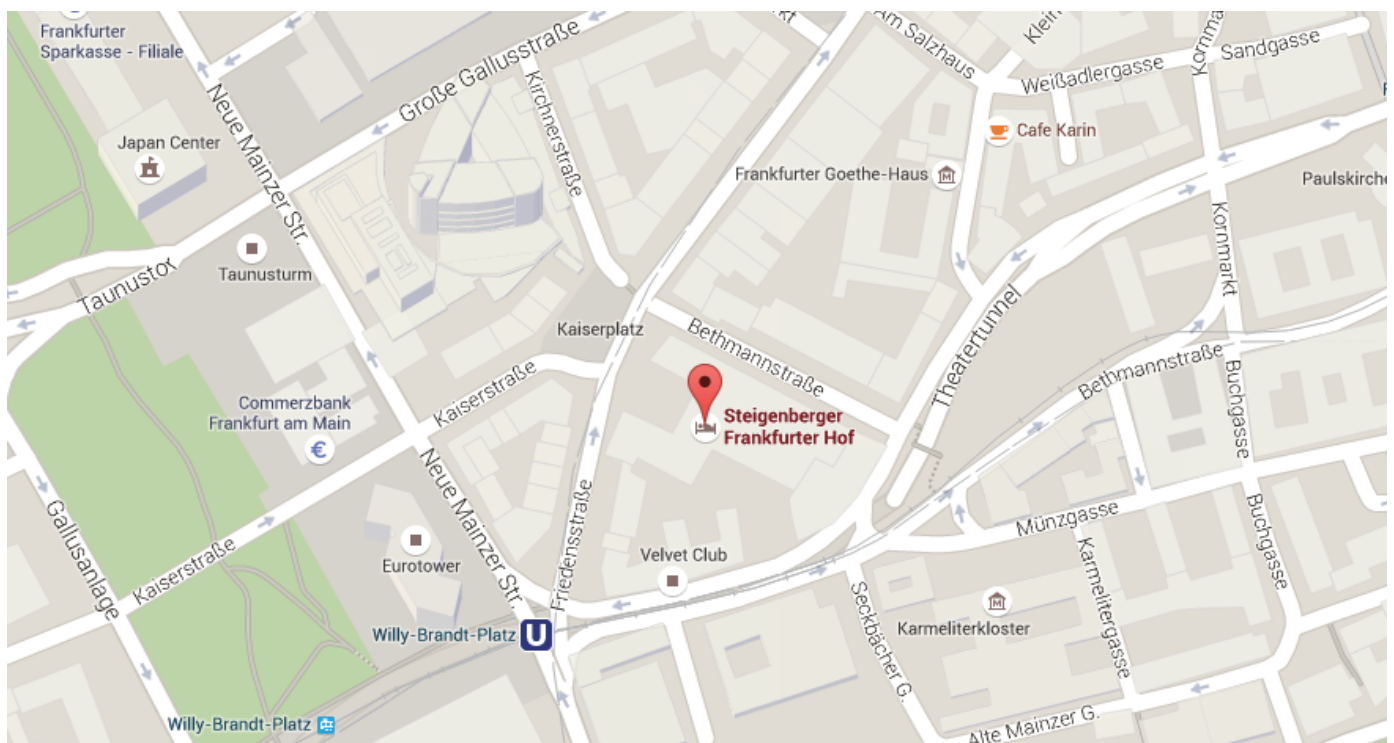 Frankfurter
Sparkasse - Filiale
Neue Mainzer Str.
Große Gallusstraße
Kirchnerstraße
Am Salzhaus
Weißadlergasse
Sandgasse
Japan Center
Cafe Karin
Frankfurter Goethe-Haus
Paulskirche
Kornmarkt
Taunusturm
Taunustor
Kaiserplatz
Bethmannstraße
Theatertunnel
Bethmannstraße
Kaiserstraße
Commerzbank
Frankfurt am Main
€
Steigenberger
Frankfurter Hof
Buchgasse
Neue Mainzer Str.
Friedensstraße
Gallusanlage
Kaiserstraße
Eurotower
Velvet Club
Münzgasse
Buchgasse
Karmelitergasse
Seckbächer G.
Karmeliterkloster
Willy-Brandt-Platz
U
Willy-Brandt-Platz
Alte Mainzer G.